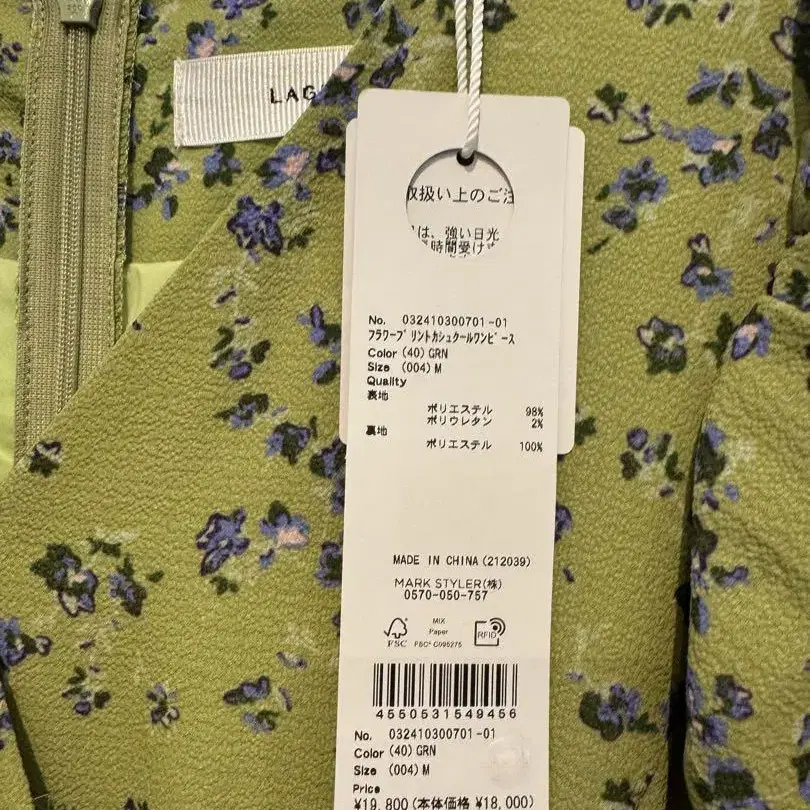 LAG
取扱い上のご注
は、強い日光
時間受けま
No. 032410300701-01
フラワープリントカシュクールワンピース
Color (40) GRN
Size (004) M
Quality
表地
ポリエステル 98%
ポリウレタン 2%
裏地
ポリエステル 100%
MADE IN CHINA (212039)
MARK STYLER(株)
0570-050-757
FSC
MIX
Paper
FSC® C095275
RFID
4550531549456
No. 032410300701-01
Color (40) GRN
Size (004) M
Price
¥19,800(本体価格 ¥18,000)